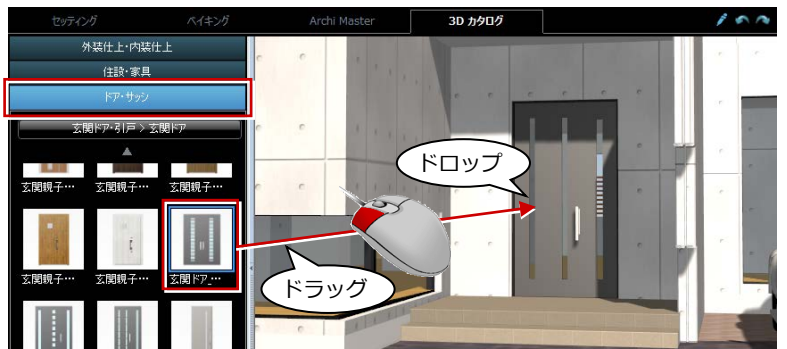 セッティング
ベイキング
Archi Master
3D カタログ
外装仕上・内装仕上
住設・家具
ドア・サッシ
玄関ドア・引戸 > 玄関ドア
玄関親子…
玄関親子…
玄関親子…
玄関親子…
玄関親子…
玄関ドア_…
ドロップ
ドラッグ